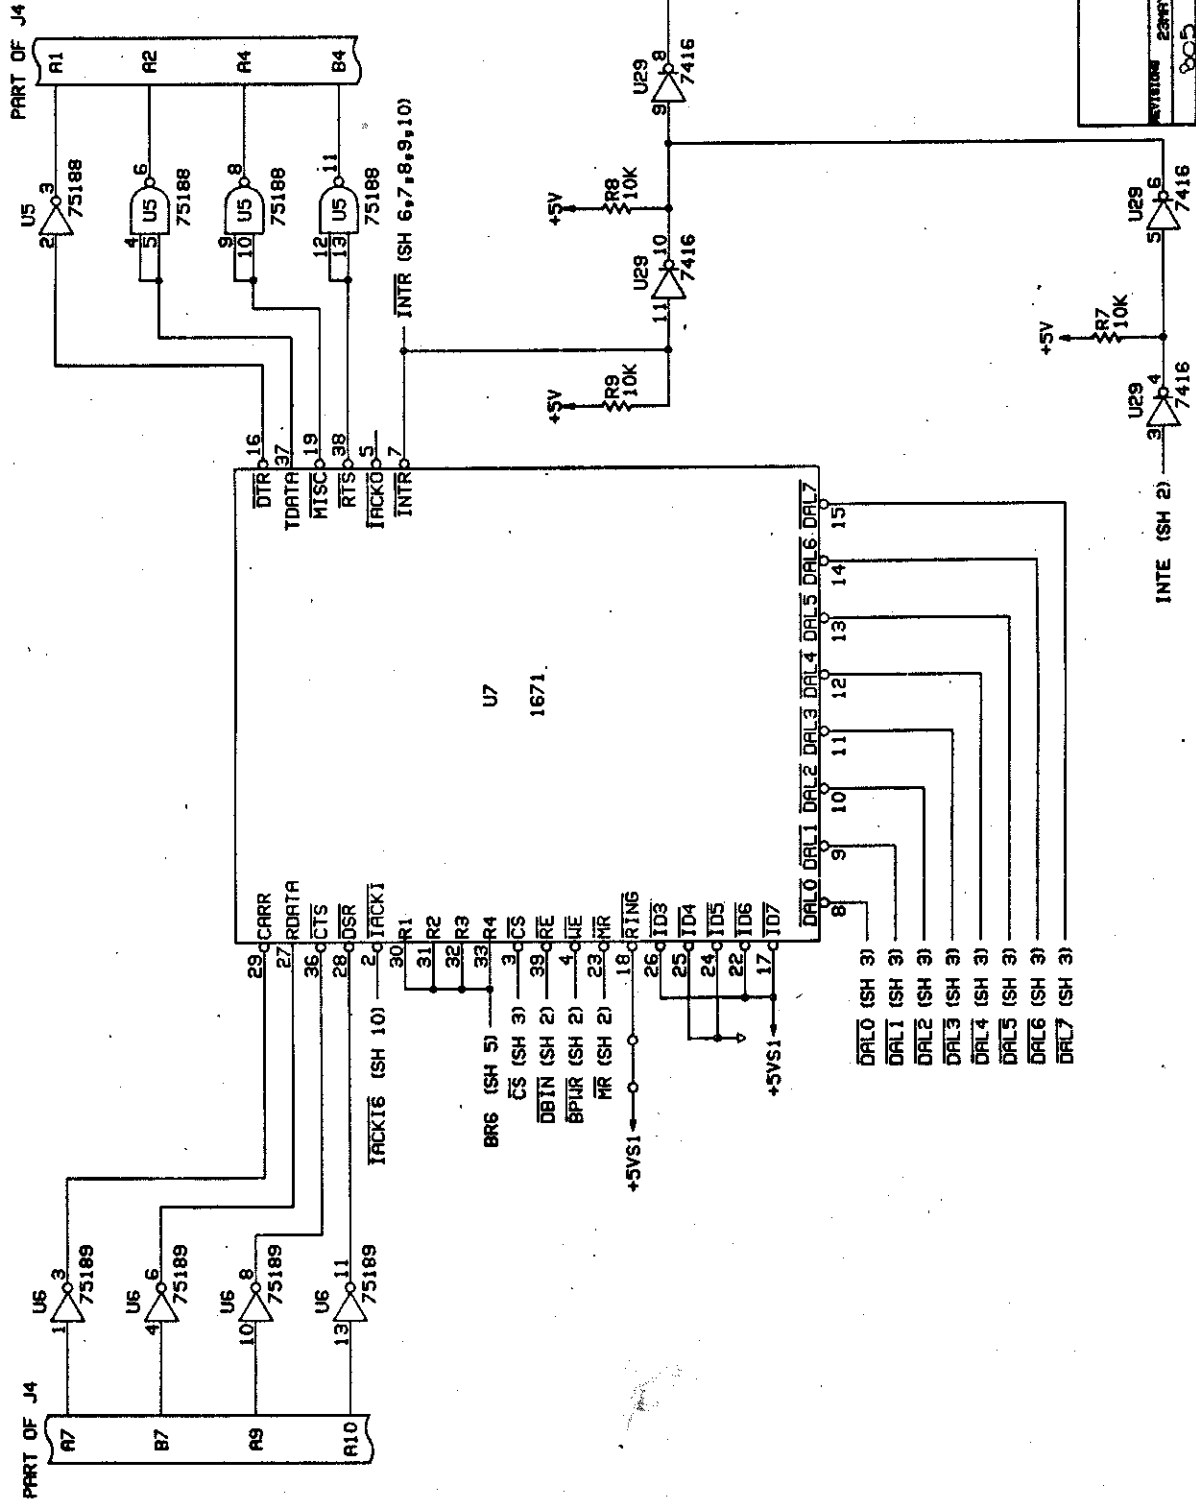 PART OF J4
A7
B7
A9
A10
U6
1
3
75189
U6
4
6
75189
U6
10
8
75189
U6
13
11
75189
29 CARR
27 RDATA
36 CTS
28 DSR
IACKI6 (SH 10)
2 IACKI
30 R1
31 R2
32 R3
BR6 (SH 5)
33 R4
CS (SH 3)
3 CS
DBIN (SH 2)
39 RE
BPWR (SH 2)
4 WE
MR (SH 2)
23 MR
+5VS1
18 RING
26 ID3
25 ID4
24 ID5
22 ID6
+5VS1
17 ID7
U7
1671
DTR 16
TDATA 37
MISC 19
RTS 38
IACKO 5
INTR 7
INTR (SH 6,7,8,9,10)
PART OF J4
A1
A2
A4
B4
U5
2
3
75188
4
5
U5
6
75188
9
10
U5
8
75188
12
13
U5
11
75188
DAL0 DAL1 DAL2 DAL3 DAL4 DAL5 DAL6 DAL7
8 9 10 11 12 13 14 15
DAL0 (SH 3)
DAL1 (SH 3)
DAL2 (SH 3)
DAL3 (SH 3)
DAL4 (SH 3)
DAL5 (SH 3)
DAL6 (SH 3)
DAL7 (SH 3)
+5V
R9
10K
U29
11
10
7416
+5V
R8
10K
U29
9
8
7416
INTE (SH 2)
U29
3
4
7416
+5V
R7
10K
U29
5
6
7416
REVISIONS
23MAY
805